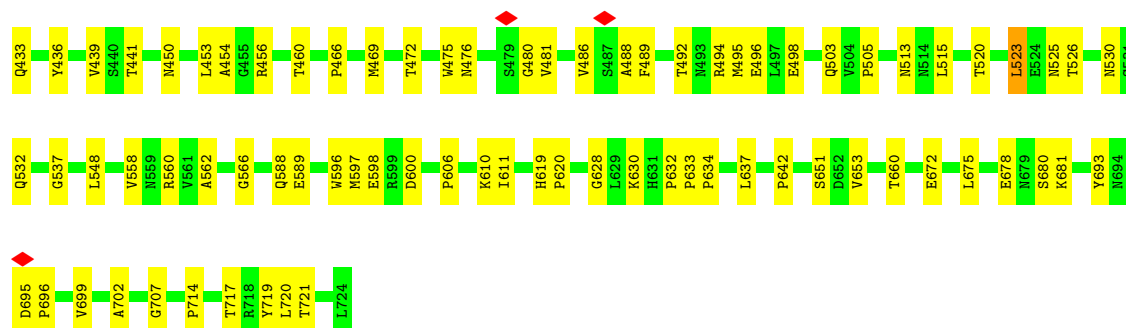 Q433 Y436 V439 S440 T441 N450 L453 A454 G455 R456 T460 P466 M469 T472 W475 N476 S479 G480 V481 V486 S487 A488 F489 T492 N493 R494 M495 E496 L497 E498 Q503 V504 P505 N513 N514 L515 T520 L523 E524 N525 T526 N530
Q532 G537 L548 V558 N559 R560 V561 A562 G566 Q588 E589 W596 M597 E598 R599 D600 P606 K610 I611 H619 P620 G628 L629 K630 H631 P632 P633 P634 L637 P642 S651 D652 V653 T660 E672 L675 E678 N679 S680 K681 Y693 N694
D695 P696 V699 A702 G707 P714 T717 R718 Y719 L720 T721 L724